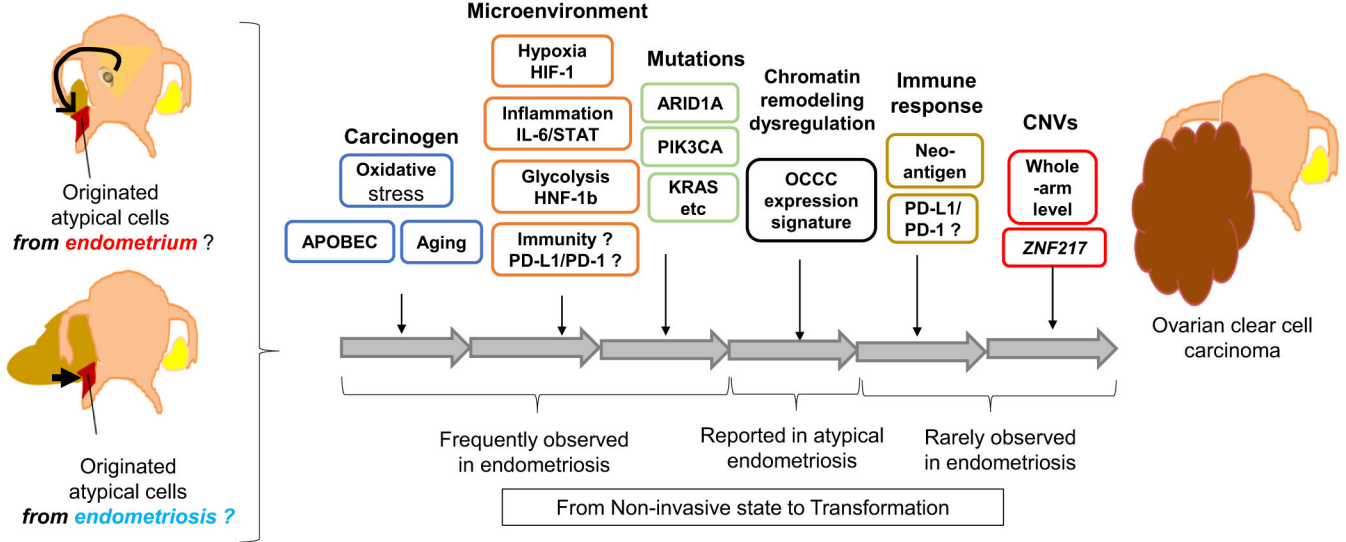 Originated
atypical cells
from endometrium ?
Originated
atypical cells
from endometriosis ?
Carcinogen
Oxidative
stress
APOBEC
Aging
Microenvironment
Hypoxia
HIF-1
Inflammation
IL-6/STAT
Glycolysis
HNF-1b
Immunity ?
PD-L1/PD-1 ?
Mutations
ARID1A
PIK3CA
KRAS
etc
Chromatin
remodeling
dysregulation
OCCC
expression
signature
Immune
response
Neo-
antigen
PD-L1/
PD-1 ?
CNVs
Whole
-arm
level
ZNF217
Ovarian clear cell
carcinoma
Frequently observed
in endometriosis
Reported in atypical
endometriosis
Rarely observed
in endometriosis
From Non-invasive state to Transformation